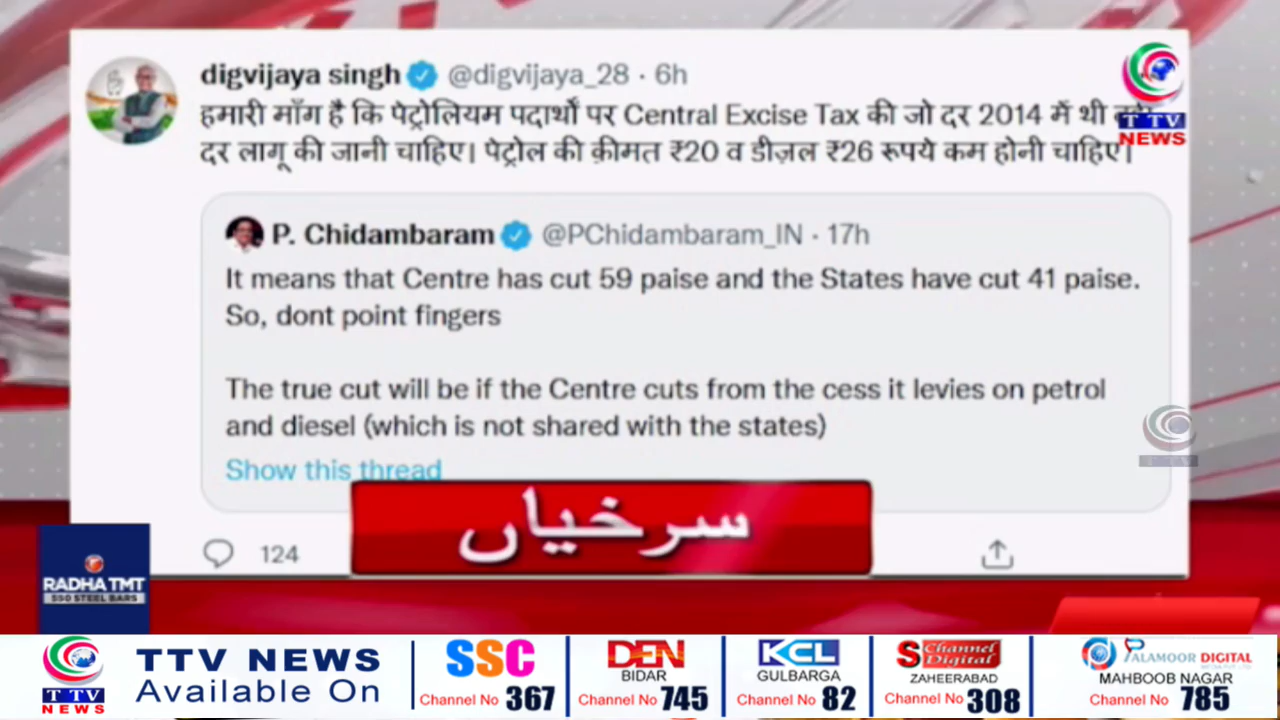 digvijaya singh @digvijaya_28 · 6h
हमारी माँग है कि पेट्रोलियम पदार्थों पर Central Excise Tax की जो दर 2014 में थी
दर लागू की जानी चाहिए। पेट्रोल की क़ीमत ₹20 व डीज़ल ₹26 रूपये कम होनी चाहिए।
T TV
NEWS
P. Chidambaram @PChidambaram_IN · 17h
It means that Centre has cut 59 paise and the States have cut 41 paise.
So, dont point fingers
The true cut will be if the Centre cuts from the cess it levies on petrol
and diesel (which is not shared with the states)
Show this thread
124
سرخیاں
RADHA TMT
550 STEEL BARS
T TV
NEWS
TTV NEWS
Available On
SSC
Channel No 367
DEN
BIDAR
Channel No 745
KCL
GULBARGA
Channel No 82
S Channel Digital
ZAHEERABAD
Channel No 308
PALAMOOR DIGITAL
MAHBOOB NAGAR
Channel No 785